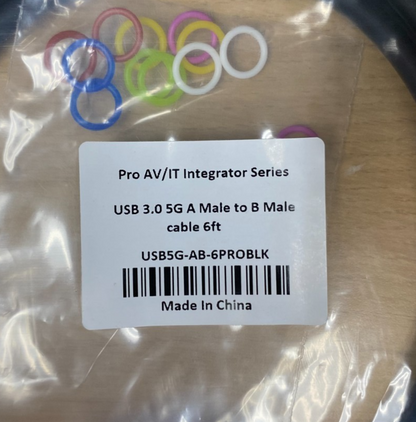 Pro AV/IT Integrator Series
USB 3.0 5G A Male to B Male
cable 6ft
USB5G-AB-6PROBLK
Made In China